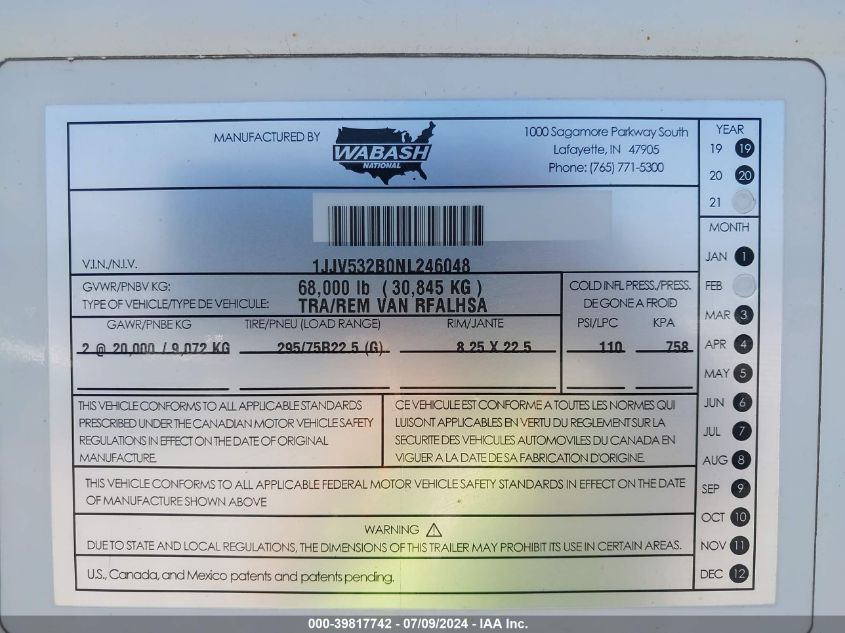 MANUFACTURED BY
WABASH
NATIONAL
1000 Sagamore Parkway South
Lafayette, IN 47905
Phone: (765) 771-5300
V.I.N./N.I.V.
1JJV532B0NL246048
GVWR/PNBV KG: 68,000 lb ( 30,845 KG )
TYPE OF VEHICLE/TYPE DE VEHICULE: TRA/REM VAN RFALHSA
COLD INFL PRESS./PRESS.
DE GONE A FROID
GAWR/PNBE KG TIRE/PNEU (LOAD RANGE) RIM/JANTE PSI/LPC KPA
2 @ 20,000 / 9,072 KG 295/75R22.5 (G) 8.25 X 22.5 110 758
THIS VEHICLE CONFORMS TO ALL APPLICABLE STANDARDS
PRESCRIBED UNDER THE CANADIAN MOTOR VEHICLE SAFETY
REGULATIONS IN EFFECT ON THE DATE OF ORIGINAL
MANUFACTURE.
CE VEHICULE EST CONFORME A TOUTES LES NORMES QUI
LUISONT APPLICABLES EN VERTU DU REGLEMENT SUR LA
SECURITE DES VEHICULES AUTOMOVILES DU CANADA EN
VIGUER A LA DATE DE SA FABRICATION D'ORIGINE.
THIS VEHICLE CONFORMS TO ALL APPLICABLE FEDERAL MOTOR VEHICLE SAFETY STANDARDS IN EFFECT ON THE DATE
OF MANUFACTURE SHOWN ABOVE
WARNING
DUE TO STATE AND LOCAL REGULATIONS, THE DIMENSIONS OF THIS TRAILER MAY PROHIBIT ITS USE IN CERTAIN AREAS.
U.S., Canada, and Mexico patents and patents pending.
YEAR
19 19
20 20
21
MONTH
JAN 1
FEB
MAR 3
APR 4
MAY 5
JUN 6
JUL 7
AUG 8
SEP 9
OCT 10
NOV 11
DEC 12
000-39817742 - 07/09/2024 - IAA Inc.